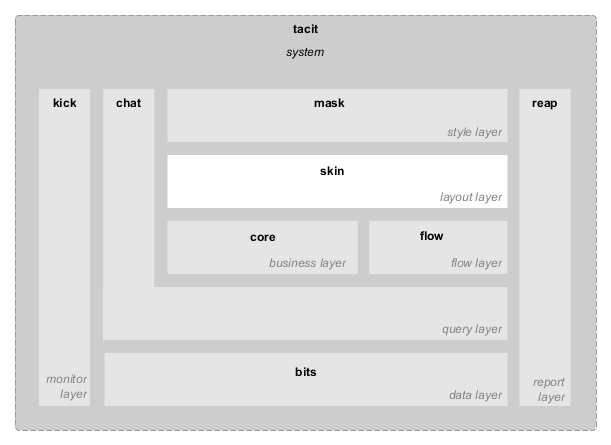 tacit
system
kick
chat
mask
reap
style layer
skin
layout layer
core
flow
business layer
flow layer
query layer
bits
monitor
layer
data layer
report
layer